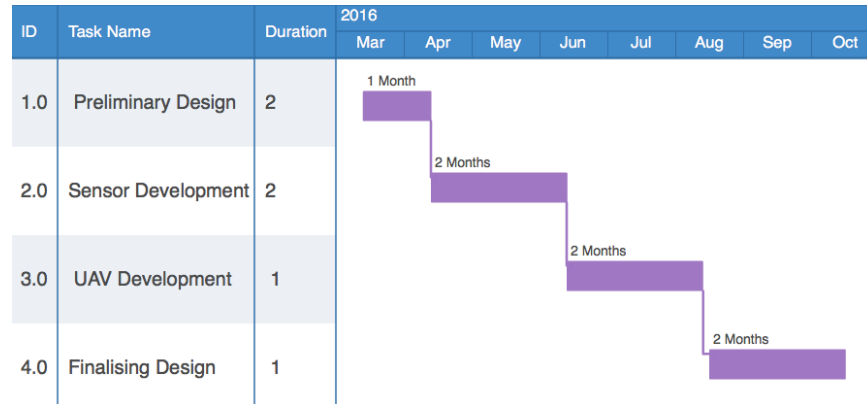 2016
ID Task Name Duration
Mar Apr May Jun Jul Aug Sep Oct
1 Month
1.0 Preliminary Design 2
2 Months
2.0 Sensor Development 2
2 Months
3.0 UAV Development 1
2 Months
4.0 Finalising Design 1